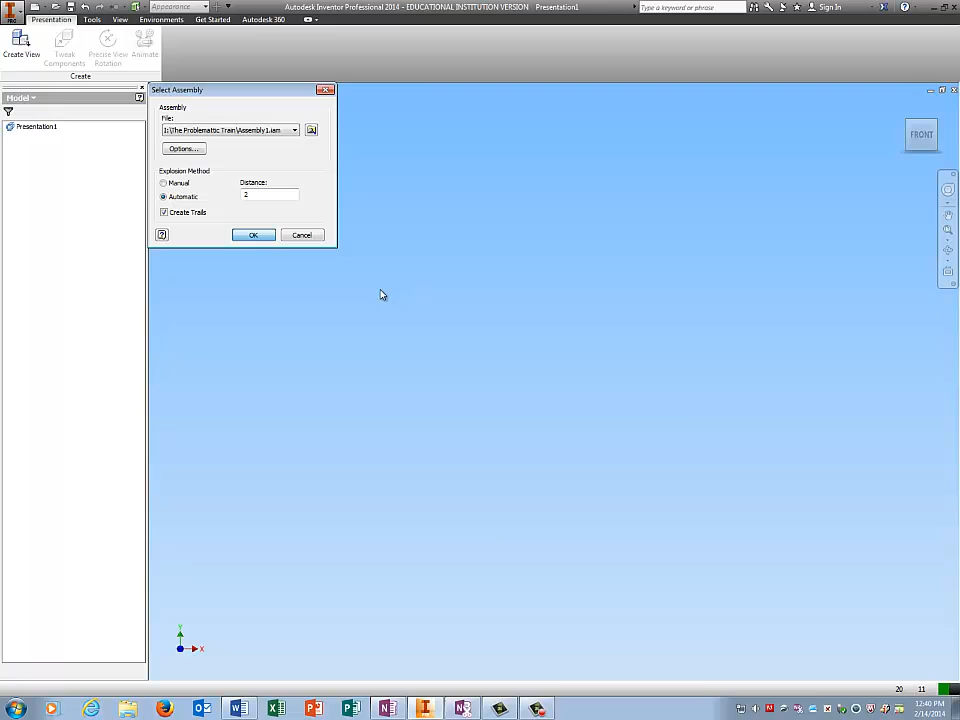 Appearance
Autodesk Inventor Professional 2014 - EDUCATIONAL INSTITUTION VERSION Presentation1
Type a keyword or phrase
Sign In
PRO
Presentation Tools View Environments Get Started Autodesk 360
Create View
Tweak Components
Precise View Rotation
Animate
Create
Model
Presentation1
Select Assembly
Assembly
File:
I:\The Problemattic Train\Assembly1.iam
Options...
Explosion Method
Manual
Distance:
Automatic
2
Create Trails
OK
Cancel
FRONT
Y
X
20 11
12:40 PM
2/14/2014